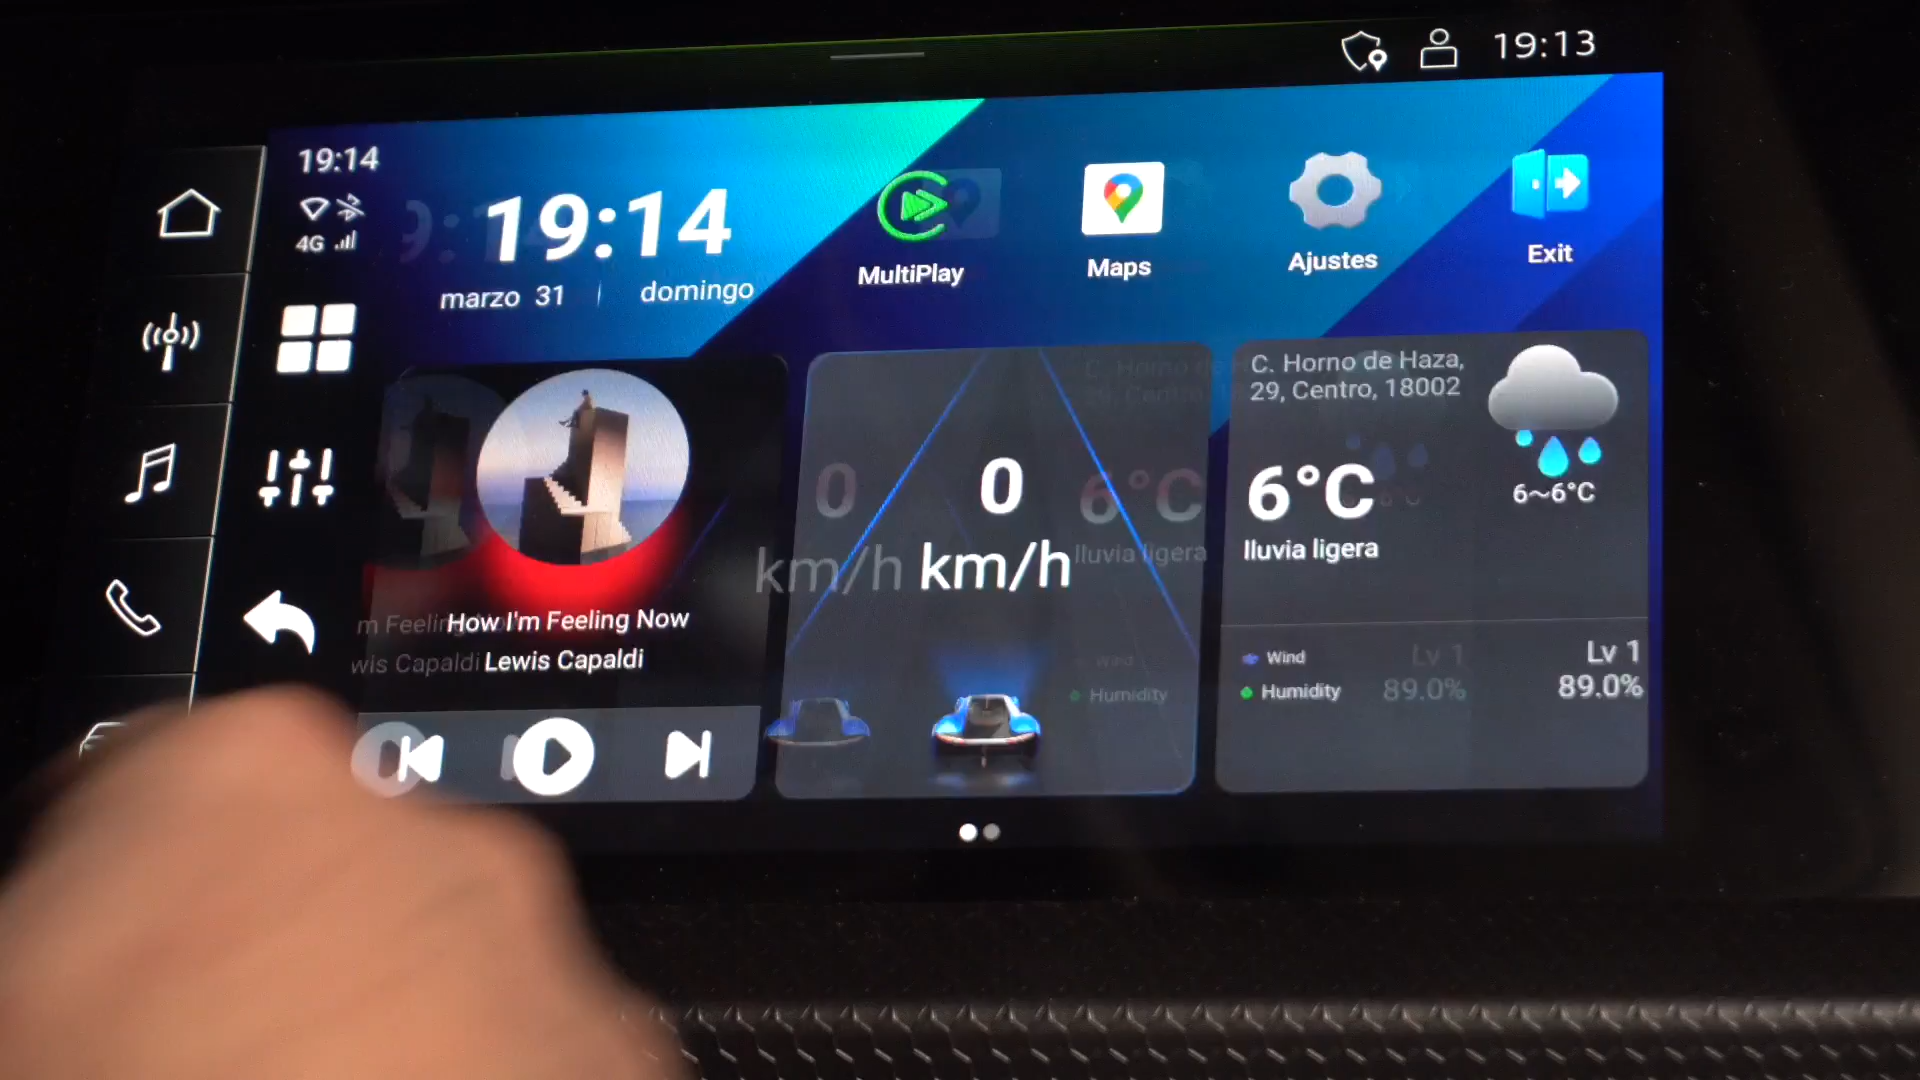 19:13
19:14
4G
19:14
marzo 31 | domingo
MultiPlay
Maps
Ajustes
Exit
How I'm Feeling Now
Lewis Capaldi
0
km/h
C. Horno de Haza,
29, Centro, 18002
6°C
6~6°C
lluvia ligera
Wind Lv 1
Humidity 89.0%